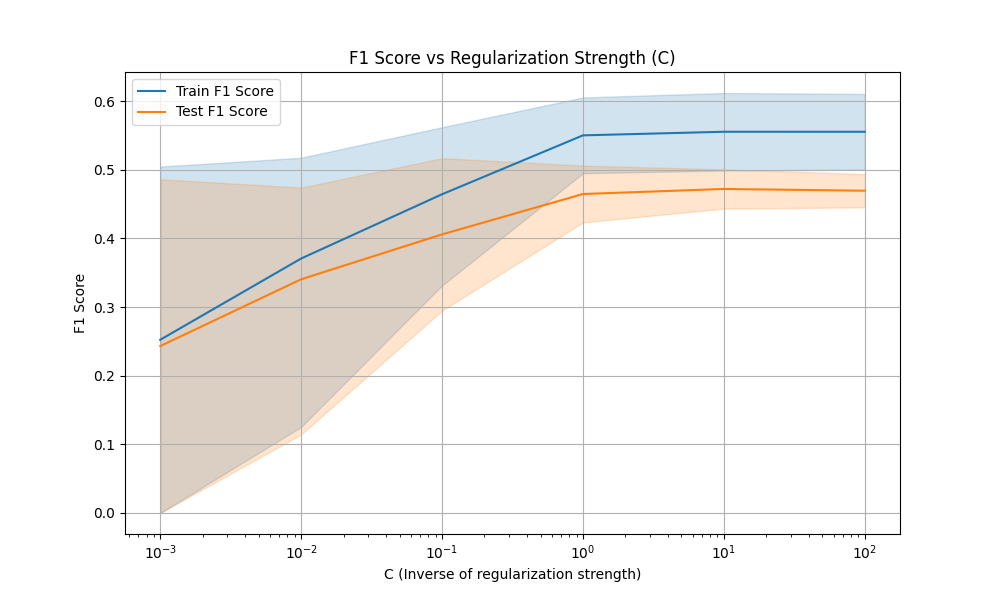 F1 Score vs Regularization Strength (C)
Train F1 Score
Test F1 Score
F1 Score
0.6
0.5
0.4
0.3
0.2
0.1
0.0
10⁻³ 10⁻² 10⁻¹ 10⁰ 10¹ 10²
C (Inverse of regularization strength)